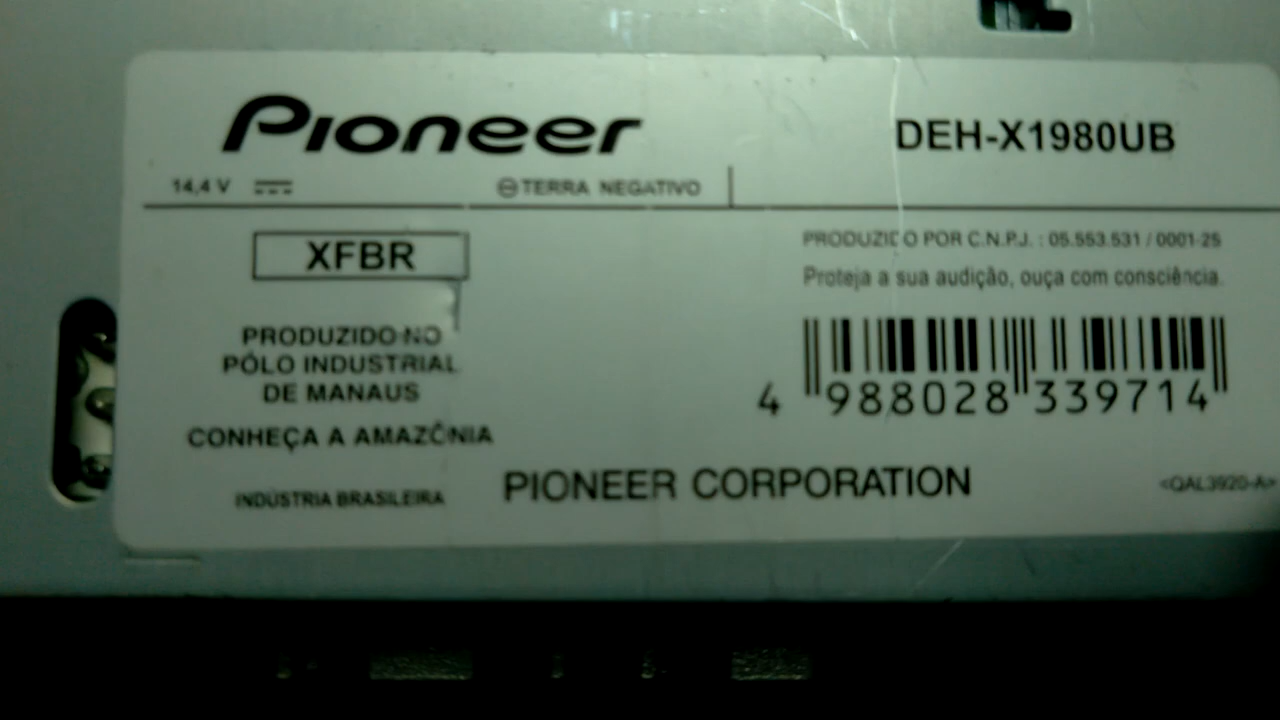 Pioneer
DEH-X1980UB
14,4 V
TERRA NEGATIVO
XFBR
PRODUZIDO NO
PÓLO INDUSTRIAL
DE MANAUS
CONHEÇA A AMAZÔNIA
INDÚSTRIA BRASILEIRA
PRODUZIDO POR C.N.P.J. : 05.553.531 / 0001-25
Proteja a sua audição, ouça com consciência.
4 988028 339714
PIONEER CORPORATION
<QAL3920-A>